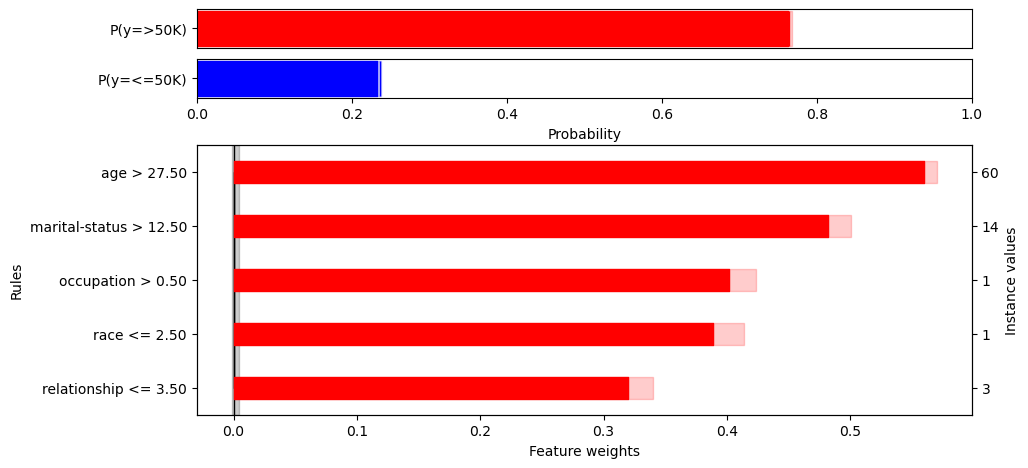 P(y=>50K)
P(y=<=50K)
0.0 0.2 0.4 0.6 0.8 1.0
Probability
age > 27.50 60
marital-status > 12.50 14
occupation > 0.50 1
race <= 2.50 1
relationship <= 3.50 3
Rules
Instance values
0.0 0.1 0.2 0.3 0.4 0.5
Feature weights